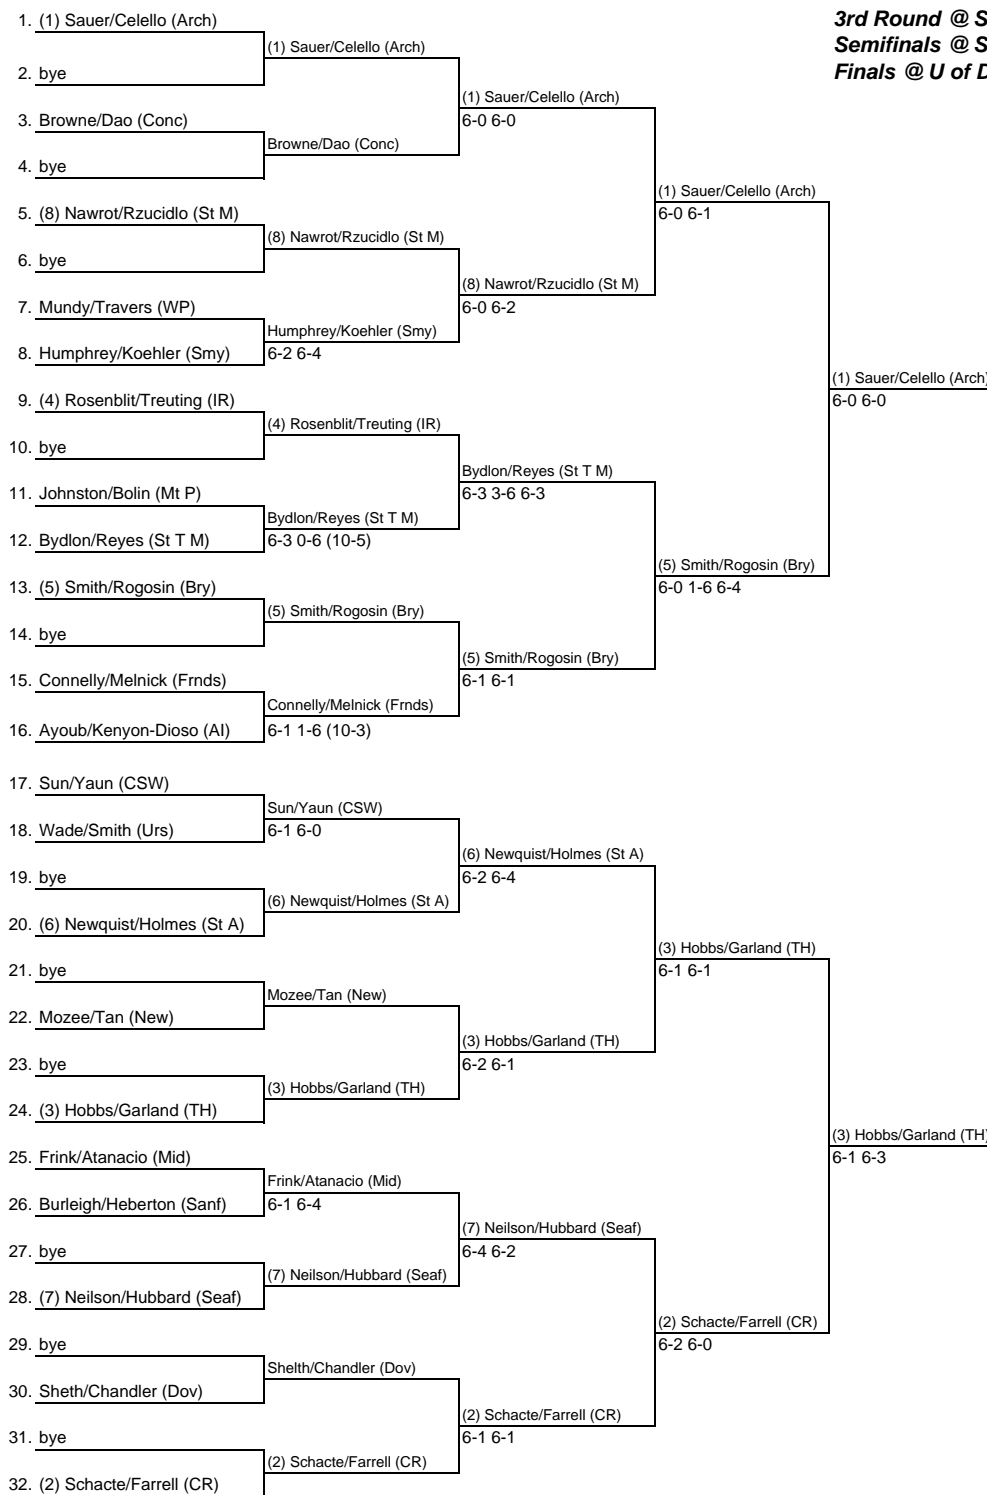 1. (1) Sauer/Celello (Arch)
2. bye
3. Browne/Dao (Conc)
4. bye
5. (8) Nawrot/Rzucidlo (St M)
6. bye
7. Mundy/Travers (WP)
8. Humphrey/Koehler (Smy)
9. (4) Rosenblit/Treuting (IR)
10. bye
11. Johnston/Bolin (Mt P)
12. Bydlon/Reyes (St T M)
13. (5) Smith/Rogosin (Bry)
14. bye
15. Connelly/Melnick (Frnds)
16. Ayoub/Kenyon-Dioso (AI)
17. Sun/Yaun (CSW)
18. Wade/Smith (Urs)
19. bye
20. (6) Newquist/Holmes (St A)
21. bye
22. Mozee/Tan (New)
23. bye
24. (3) Hobbs/Garland (TH)
25. Frink/Atanacio (Mid)
26. Burleigh/Heberton (Sanf)
27. bye
28. (7) Neilson/Hubbard (Seaf)
29. bye
30. Sheth/Chandler (Dov)
31. bye
32. (2) Schacte/Farrell (CR)
(1) Sauer/Celello (Arch)
Browne/Dao (Conc)
(8) Nawrot/Rzucidlo (St M)
Humphrey/Koehler (Smy)
6-2 6-4
(4) Rosenblit/Treuting (IR)
Bydlon/Reyes (St T M)
6-3 0-6 (10-5)
(5) Smith/Rogosin (Bry)
Connelly/Melnick (Frnds)
6-1 1-6 (10-3)
Sun/Yaun (CSW)
6-1 6-0
(6) Newquist/Holmes (St A)
Mozee/Tan (New)
(3) Hobbs/Garland (TH)
Frink/Atanacio (Mid)
6-1 6-4
(7) Neilson/Hubbard (Seaf)
Shelth/Chandler (Dov)
(2) Schacte/Farrell (CR)
(1) Sauer/Celello (Arch)
6-0 6-0
(8) Nawrot/Rzucidlo (St M)
6-0 6-2
Bydlon/Reyes (St T M)
6-3 3-6 6-3
(5) Smith/Rogosin (Bry)
6-1 6-1
(6) Newquist/Holmes (St A)
6-2 6-4
(3) Hobbs/Garland (TH)
6-2 6-1
(7) Neilson/Hubbard (Seaf)
6-4 6-2
(2) Schacte/Farrell (CR)
6-1 6-1
(1) Sauer/Celello (Arch)
6-0 6-1
(5) Smith/Rogosin (Bry)
6-0 1-6 6-4
(3) Hobbs/Garland (TH)
6-1 6-1
(2) Schacte/Farrell (CR)
6-2 6-0
3rd Round @ S
Semifinals @ S
Finals @ U of D
(1) Sauer/Celello (Arch)
6-0 6-0
(3) Hobbs/Garland (TH)
6-1 6-3